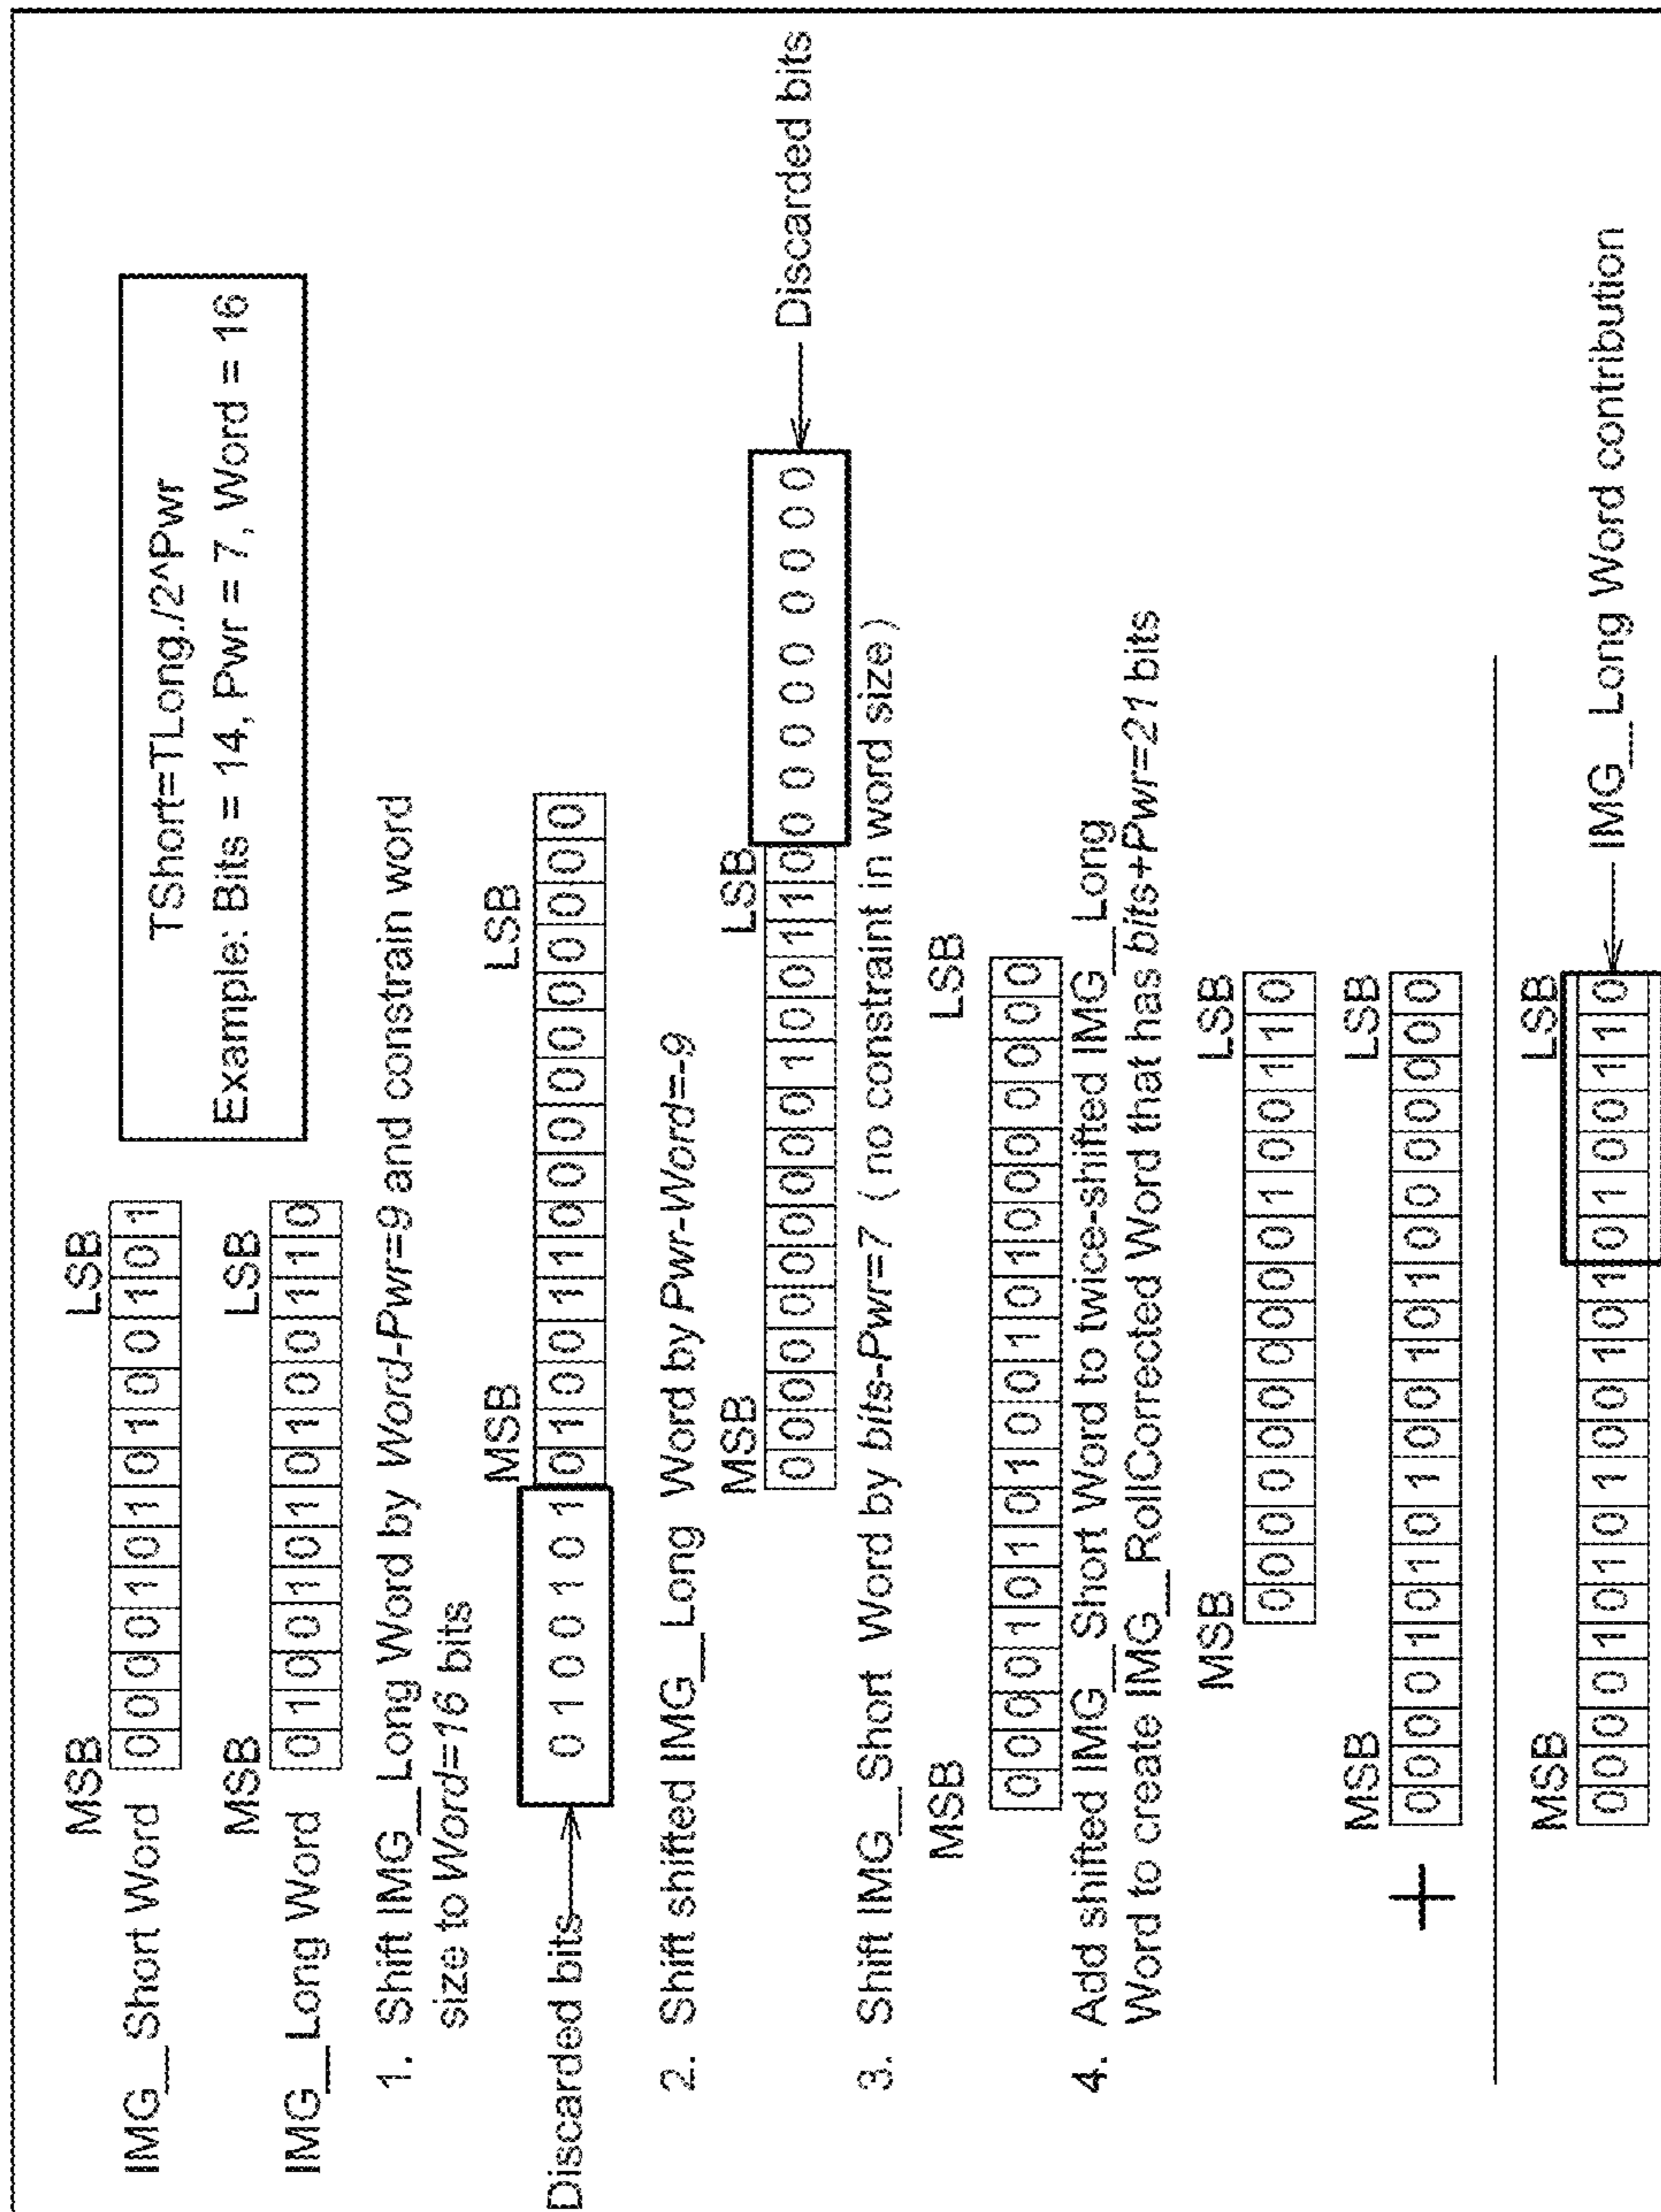 TShort=TLong./2^Pwr
Example: Bits = 14, Pwr = 7, Word = 16
MSB LSB
IMG_Short Word 0 0 0 0 1 0 1 0 1 0 0 1 0 1
MSB LSB
IMG_Long Word 0 1 0 0 1 0 1 0 1 0 0 1 1 0
1. Shift IMG_Long Word by Word-Pwr=9 and constrain word
size to Word=16 bits
MSB LSB
Discarded bits 0 1 0 0 1 0 1 0 1 0 0 1 1 0 0 0 0 0 0 0 0 0 0
2. Shift shifted IMG_Long Word by Pwr-Word=-9
MSB LSB
0 0 0 0 0 0 0 0 0 0 1 0 0 1 1 0 0 0 0 0 0 0 0 0 0 Discarded bits
3. Shift IMG_Short Word by bits-Pwr=7 ( no constraint in word size)
MSB LSB
0 0 0 0 1 0 1 0 1 0 0 1 0 1 0 0 0 0 0 0 0
4. Add shifted IMG_Short Word to twice-shifted IMG_Long
Word to create IMG_RollCorrected Word that has bits+Pwr=21 bits
MSB LSB
0 0 0 0 0 0 0 0 0 0 1 0 0 1 1 0
MSB LSB
+ 0 0 0 0 1 0 1 0 1 0 0 1 0 1 0 0 0 0 0 0 0
MSB LSB
0 0 0 0 1 0 1 0 1 0 0 1 0 1 0 1 0 0 1 1 0 IMG_Long Word contribution